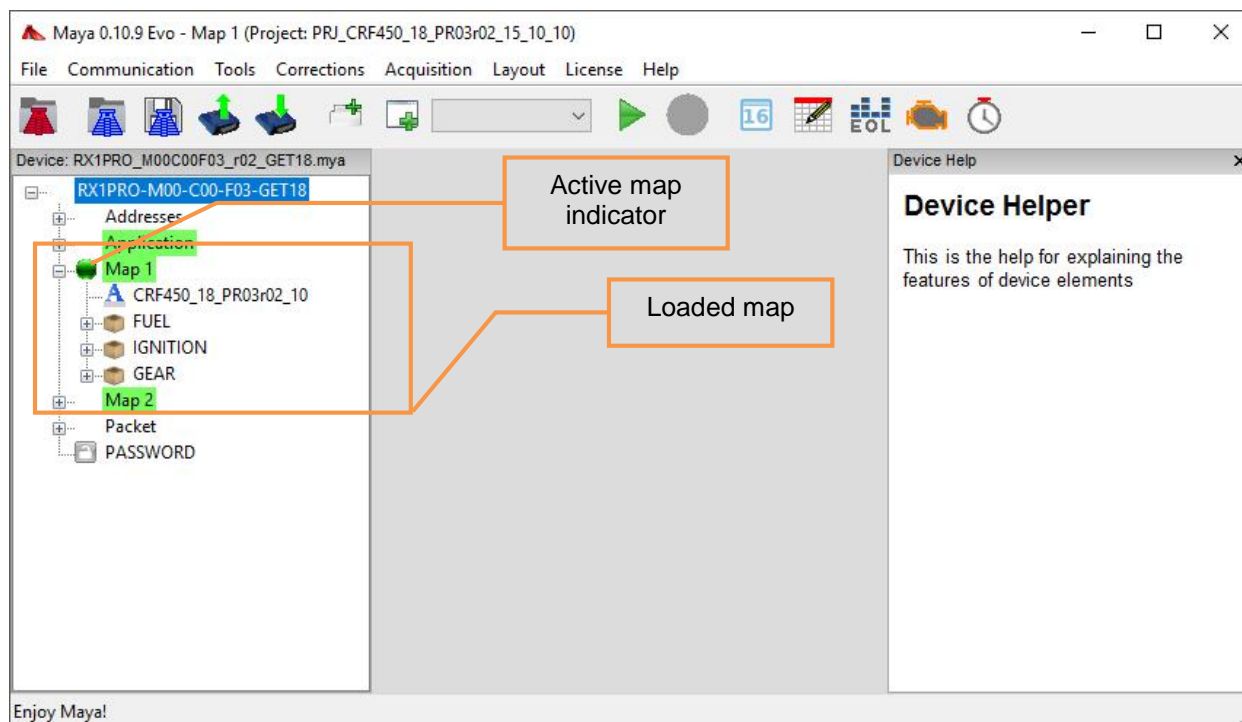 Maya 0.10.9 Evo - Map 1 (Project: PRJ_CRF450_18_PR03r02_15_10_10)
File Communication Tools Corrections Acquisition Layout License Help
16
EOL
Device: RX1PRO_M00C00F03_r02_GET18.mya
RX1PRO-M00-C00-F03-GET18
Addresses
Application
Map 1
CRF450_18_PR03r02_10
FUEL
IGNITION
GEAR
Map 2
Packet
PASSWORD
Active map
indicator
Loaded map
Device Help
Device Helper
This is the help for explaining the
features of device elements
Enjoy Maya!